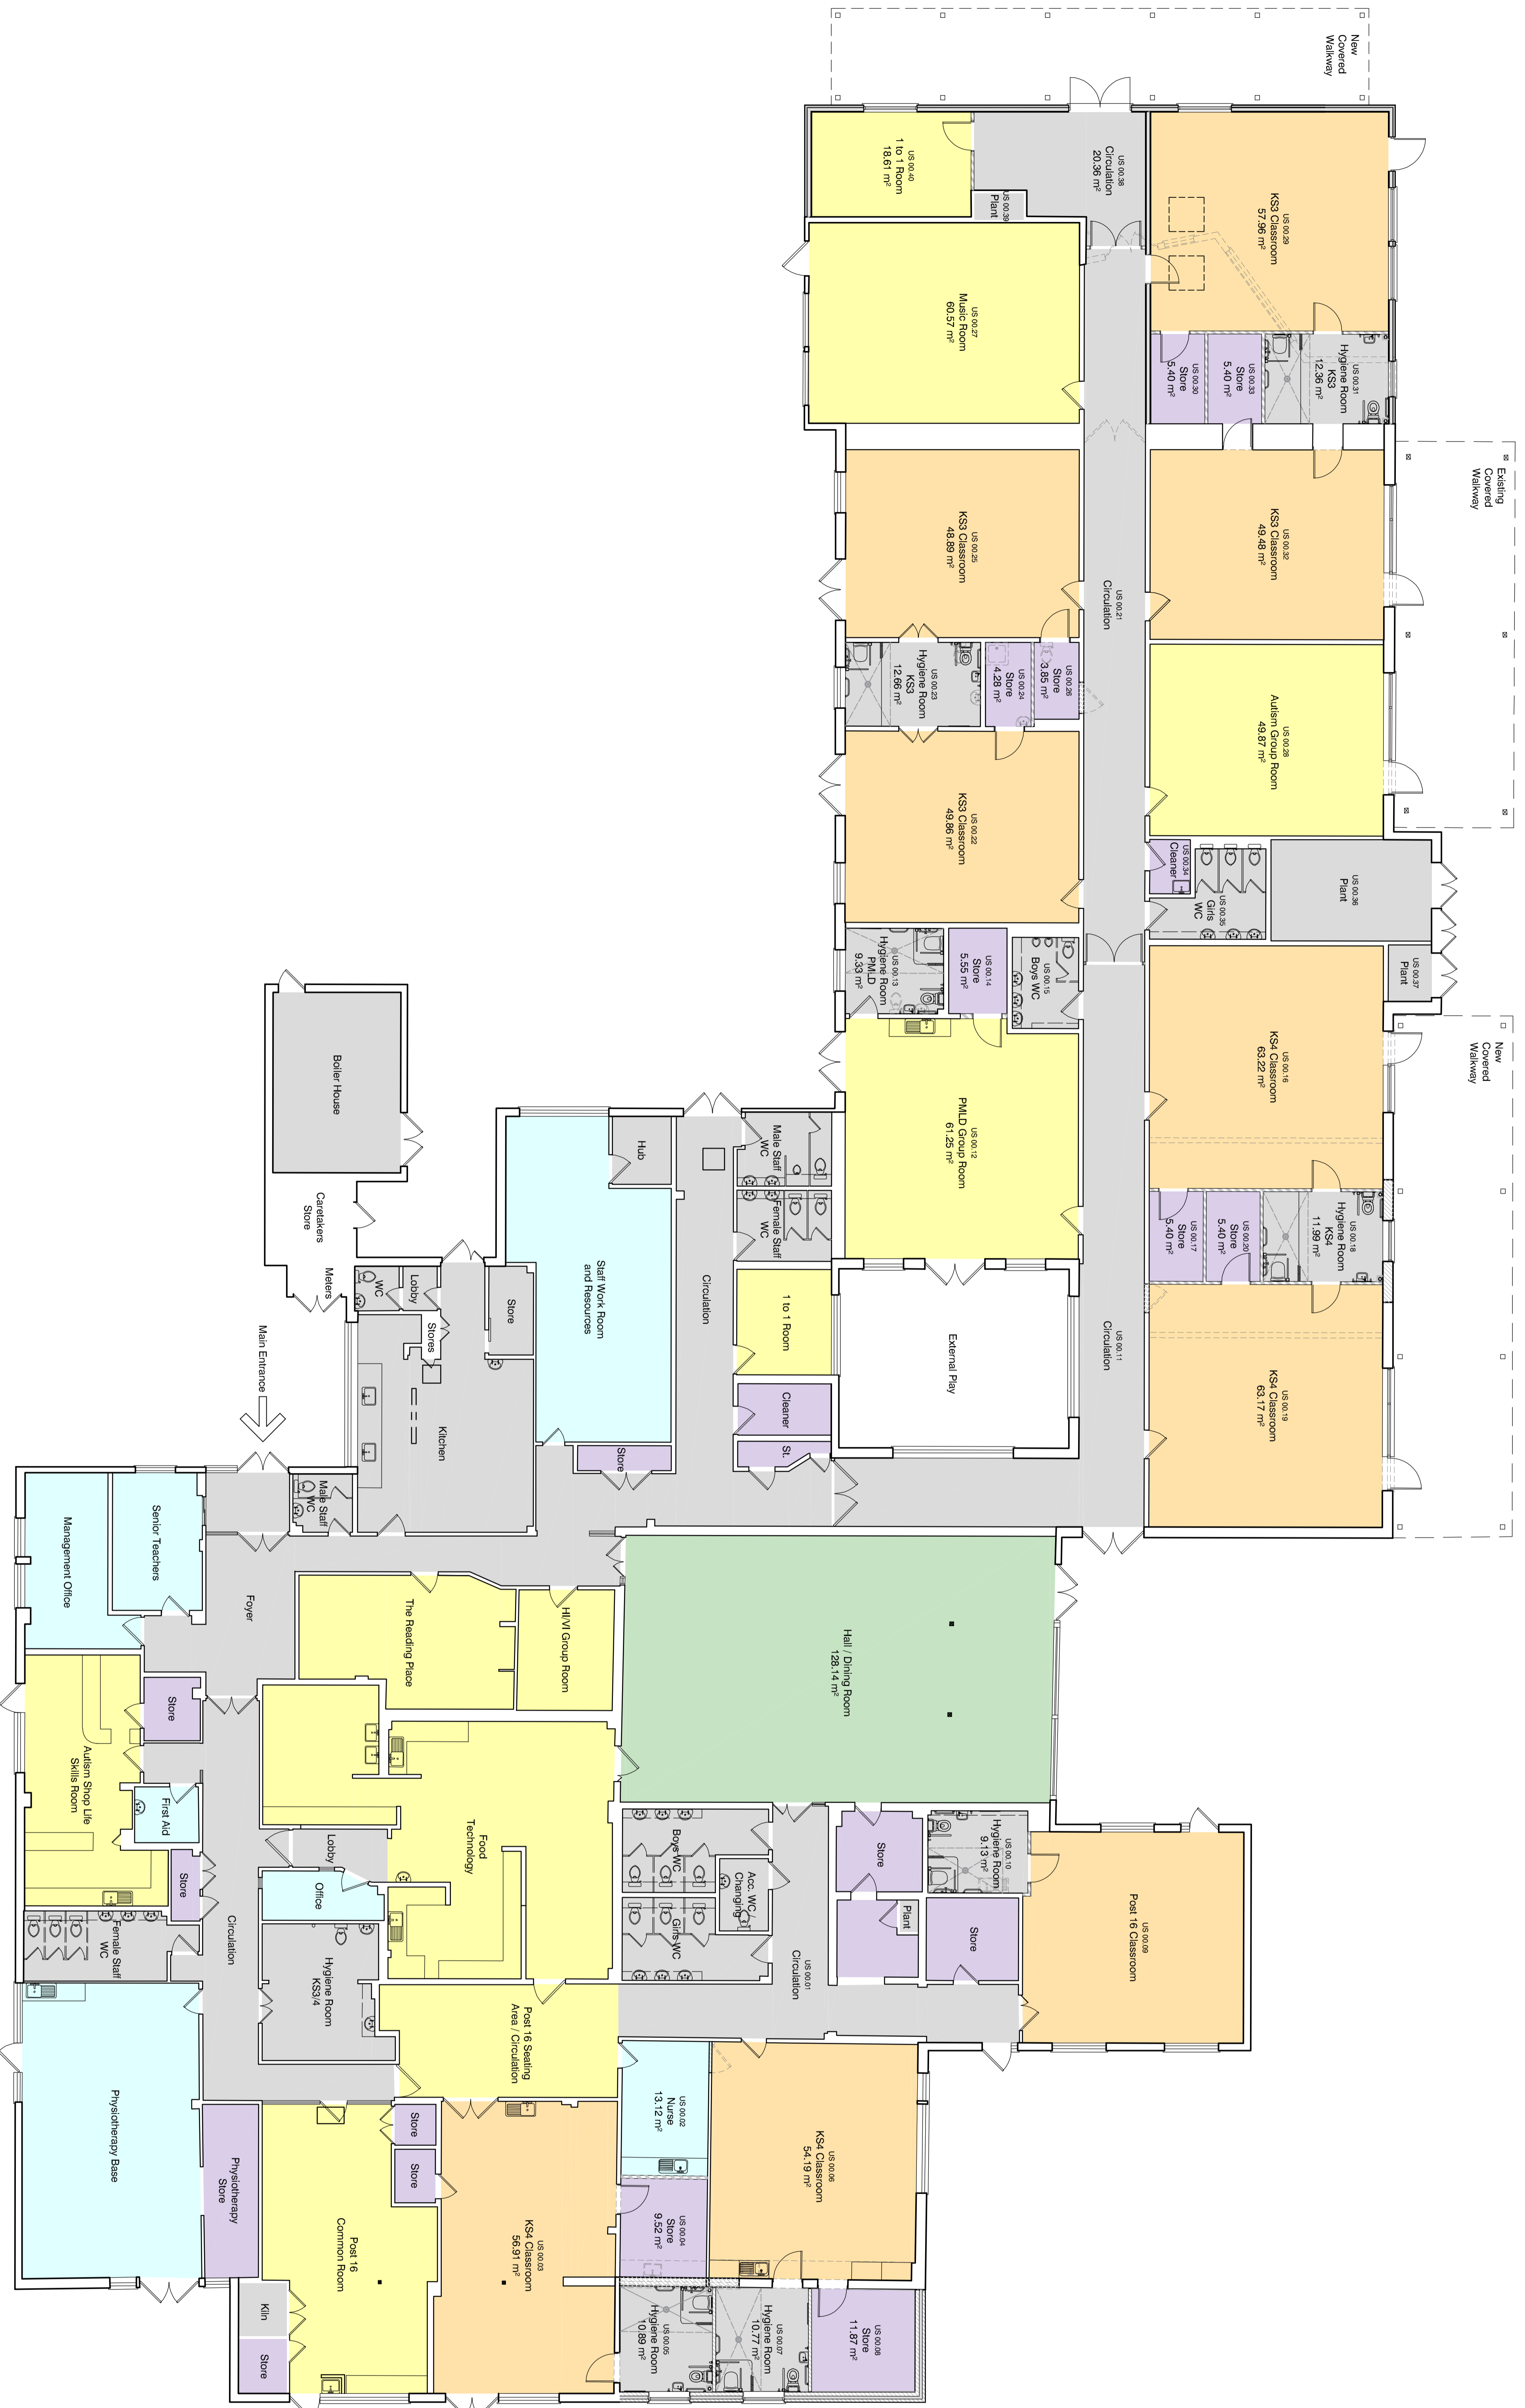 New
Covered
Walkway
US 00.40
1 to 1 Room
18.61 m²
US 00.38
Circulation
20.36 m²
US 00.39
Plant
US 00.29
KS3 Classroom
57.96 m²
US 00.27
Music Room
60.57 m²
US 00.30
Store
5.40 m²
US 00.33
Store
5.40 m²
US 00.31
Hygiene Room
KS3
12.36 m²
Existing
Covered
Walkway
US 00.25
KS3 Classroom
48.89 m²
US 00.21
Circulation
US 00.32
KS3 Classroom
49.48 m²
US 00.23
Hygiene Room
KS3
12.66 m²
US 00.24
Store
4.28 m²
US 00.26
Store
3.85 m²
US 00.28
Autism Group Room
49.87 m²
US 00.22
KS3 Classroom
49.86 m²
US 00.34
Cleaner
US 00.35
Girls
WC
US 00.36
Plant
US 00.37
Plant
US 00.13
Hygiene Room
PMLD
9.33 m²
US 00.14
Store
5.55 m²
US 00.15
Boys WC
US 00.16
KS4 Classroom
63.22 m²
New
Covered
Walkway
US 00.12
PMLD Group Room
61.25 m²
US 00.17
Store
5.40 m²
US 00.20
Store
5.40 m²
US 00.18
Hygiene Room
KS4
11.99 m²
US 00.11
Circulation
US 00.19
KS4 Classroom
63.17 m²
External Play
Boiler House
Caretakers
Store
Meters
Main Entrance
Hub
Male Staff
WC
Female Staff
WC
Circulation
Staff Work Room
and Resources
1 to 1 Room
Cleaner
St.
Store
WC
Lobby
Stores
Store
Kitchen
Male Staff
WC
Senior Teachers
Management Office
Foyer
The Reading Place
HI/VI Group Room
Hall / Dining Room
128.14 m²
Store
Autism Shop Life
Skills Room
First Aid
Store
Lobby
Office
Food
Technology
Boys WC
Acc. WC /
Changing
Girls WC
Store
Plant
US 00.10
Hygiene Room
9.13 m²
Store
US 00.09
Post 16 Classroom
US 00.01
Circulation
Female Staff
WC
Circulation
Hygiene Room
KS3/4
Post 16 Seating
Area / Circulation
Physiotherapy Base
Physiotherapy
Store
Store
Store
Post 16
Common Room
Kiln
Store
US 00.03
KS4 Classroom
56.91 m²
US 00.02
Nurse
13.12 m²
US 00.04
Store
9.52 m²
US 00.06
KS4 Classroom
54.19 m²
US 00.05
Hygiene Room
10.89 m²
US 00.07
Hygiene Room
10.77 m²
US 00.08
Store
11.87 m²